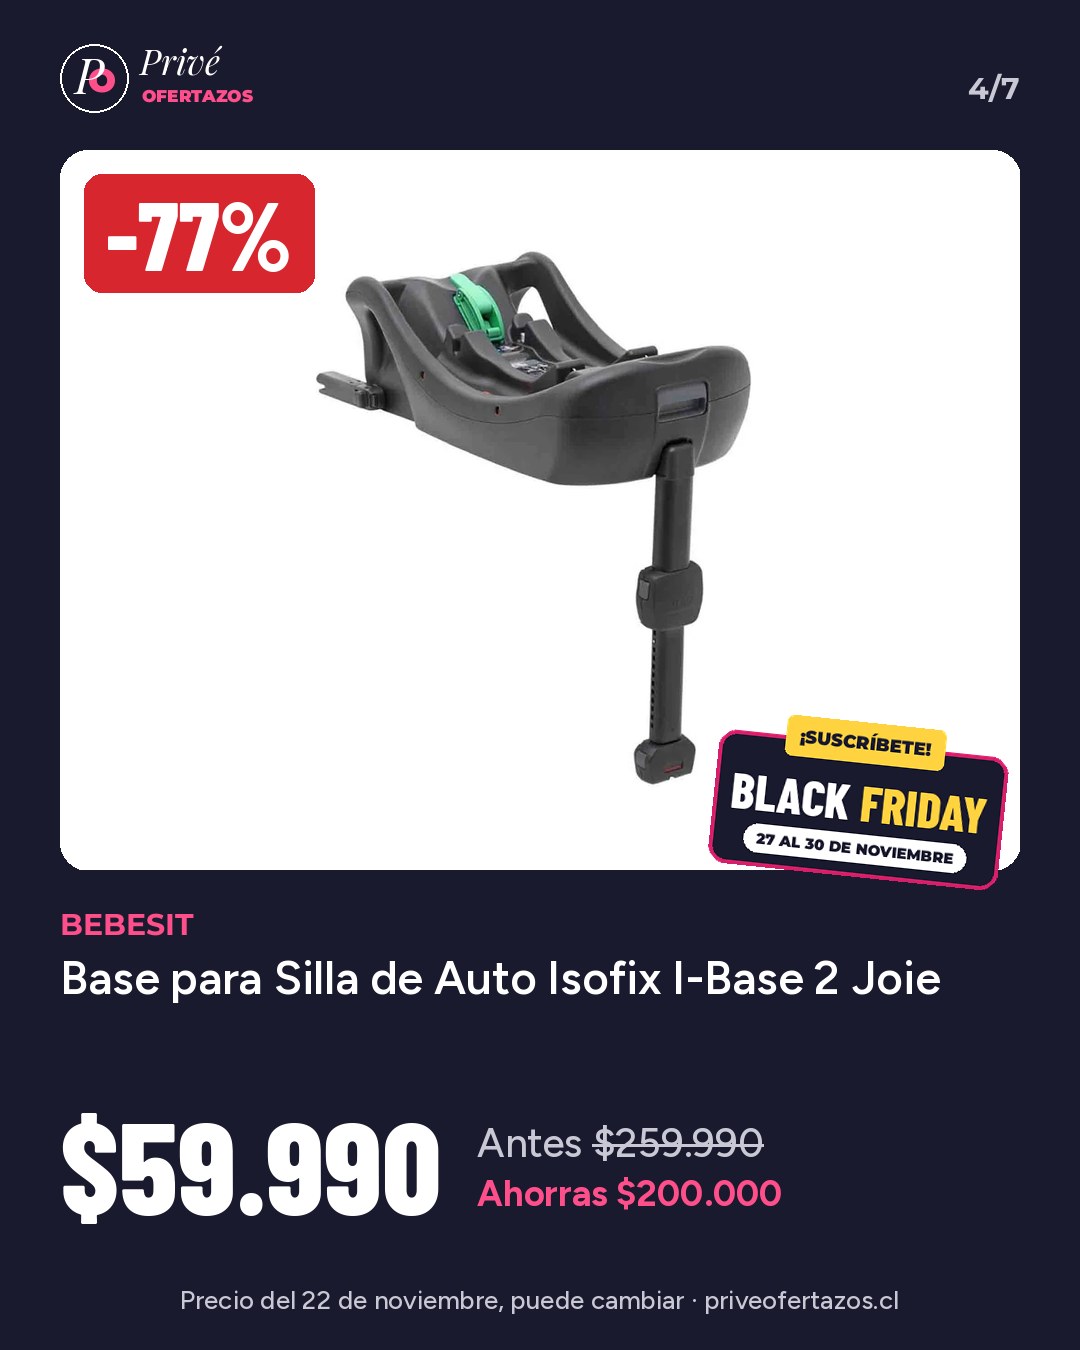 Po
Privé
OFERTAZOS
4/7
-77%
¡SUSCRÍBETE!
BLACK FRIDAY
27 AL 30 DE NOVIEMBRE
BEBESIT
Base para Silla de Auto Isofix I-Base 2 Joie
$59.990
Antes $259.990
Ahorras $200.000
Precio del 22 de noviembre, puede cambiar · priveofertazos.cl